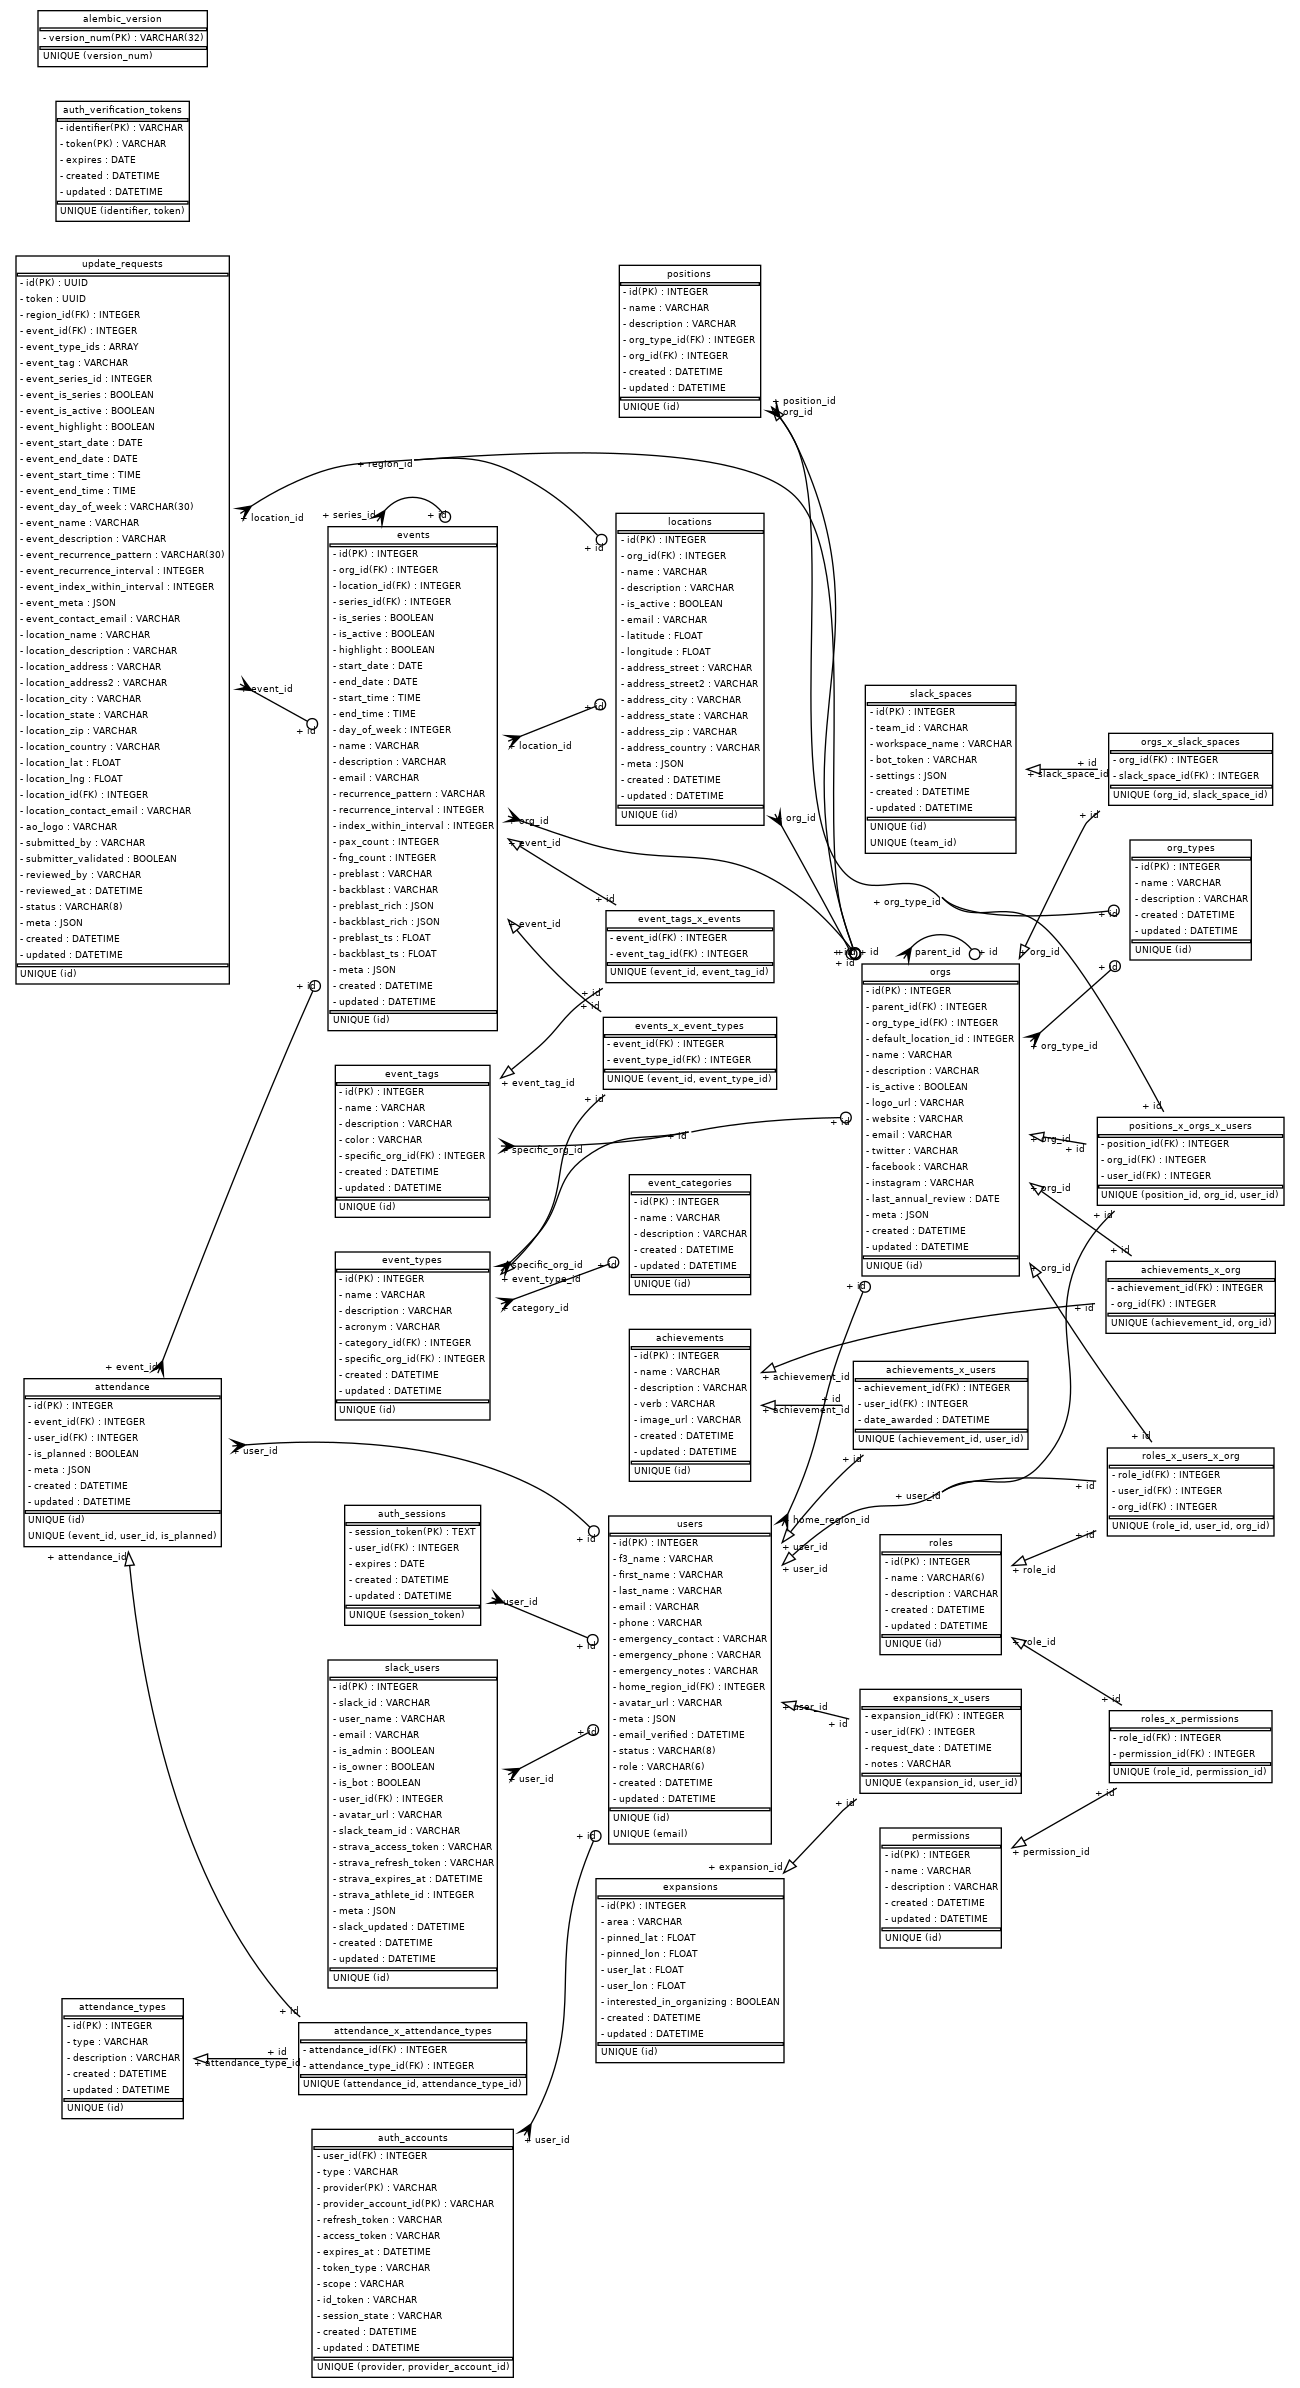 alembic_version
- version_num(PK) : VARCHAR(32)
UNIQUE (version_num)
auth_verification_tokens
- identifier(PK) : VARCHAR
- token(PK) : VARCHAR
- expires : DATE
- created : DATETIME
- updated : DATETIME
UNIQUE (identifier, token)
update_requests
- id(PK) : UUID
- token : UUID
- region_id(FK) : INTEGER
- event_id(FK) : INTEGER
- event_type_ids : ARRAY
- event_tag : VARCHAR
- event_series_id : INTEGER
- event_is_series : BOOLEAN
- event_is_active : BOOLEAN
- event_highlight : BOOLEAN
- event_start_date : DATE
- event_end_date : DATE
- event_start_time : TIME
- event_end_time : TIME
- event_day_of_week : VARCHAR(30)
- event_name : VARCHAR
- event_description : VARCHAR
- event_recurrence_pattern : VARCHAR(30)
- event_recurrence_interval : INTEGER
- event_index_within_interval : INTEGER
- event_meta : JSON
- event_contact_email : VARCHAR
- location_name : VARCHAR
- location_description : VARCHAR
- location_address : VARCHAR
- location_address2 : VARCHAR
- location_city : VARCHAR
- location_state : VARCHAR
- location_zip : VARCHAR
- location_country : VARCHAR
- location_lat : FLOAT
- location_lng : FLOAT
- location_id(FK) : INTEGER
- location_contact_email : VARCHAR
- ao_logo : VARCHAR
- submitted_by : VARCHAR
- submitter_validated : BOOLEAN
- reviewed_by : VARCHAR
- reviewed_at : DATETIME
- status : VARCHAR(8)
- meta : JSON
- created : DATETIME
- updated : DATETIME
UNIQUE (id)
positions
- id(PK) : INTEGER
- name : VARCHAR
- description : VARCHAR
- org_type_id(FK) : INTEGER
- org_id(FK) : INTEGER
- created : DATETIME
- updated : DATETIME
UNIQUE (id)
+ position_id
+ org_id
+ region_id
+ location_id
+ id
+ event_id
+ id
+ series_id
+ id
events
- id(PK) : INTEGER
- org_id(FK) : INTEGER
- location_id(FK) : INTEGER
- series_id(FK) : INTEGER
- is_series : BOOLEAN
- is_active : BOOLEAN
- highlight : BOOLEAN
- start_date : DATE
- end_date : DATE
- start_time : TIME
- end_time : TIME
- day_of_week : INTEGER
- name : VARCHAR
- description : VARCHAR
- email : VARCHAR
- recurrence_pattern : VARCHAR
- recurrence_interval : INTEGER
- index_within_interval : INTEGER
- pax_count : INTEGER
- fng_count : INTEGER
- preblast : VARCHAR
- backblast : VARCHAR
- preblast_rich : JSON
- backblast_rich : JSON
- preblast_ts : FLOAT
- backblast_ts : FLOAT
- meta : JSON
- created : DATETIME
- updated : DATETIME
UNIQUE (id)
locations
- id(PK) : INTEGER
- org_id(FK) : INTEGER
- name : VARCHAR
- description : VARCHAR
- is_active : BOOLEAN
- email : VARCHAR
- latitude : FLOAT
- longitude : FLOAT
- address_street : VARCHAR
- address_street2 : VARCHAR
- address_city : VARCHAR
- address_state : VARCHAR
- address_zip : VARCHAR
- address_country : VARCHAR
- meta : JSON
- created : DATETIME
- updated : DATETIME
UNIQUE (id)
+ id
+ location_id
+ org_id
+ org_id
+ event_id
+ id
+ event_id
+ id
slack_spaces
- id(PK) : INTEGER
- team_id : VARCHAR
- workspace_name : VARCHAR
- bot_token : VARCHAR
- settings : JSON
- created : DATETIME
- updated : DATETIME
UNIQUE (id)
UNIQUE (team_id)
+ id
+ slack_space_id
orgs_x_slack_spaces
- org_id(FK) : INTEGER
- slack_space_id(FK) : INTEGER
UNIQUE (org_id, slack_space_id)
+ id
+ org_id
org_types
- id(PK) : INTEGER
- name : VARCHAR
- description : VARCHAR
- created : DATETIME
- updated : DATETIME
UNIQUE (id)
+ org_type_id
+ id
+ id
+ org_type_id
event_tags_x_events
- event_id(FK) : INTEGER
- event_tag_id(FK) : INTEGER
UNIQUE (event_id, event_tag_id)
+ id
+ event_tag_id
events_x_event_types
- event_id(FK) : INTEGER
- event_type_id(FK) : INTEGER
UNIQUE (event_id, event_type_id)
+ id
+ id
+ id
+ parent_id
+ id
orgs
- id(PK) : INTEGER
- parent_id(FK) : INTEGER
- org_type_id(FK) : INTEGER
- default_location_id : INTEGER
- name : VARCHAR
- description : VARCHAR
- is_active : BOOLEAN
- logo_url : VARCHAR
- website : VARCHAR
- email : VARCHAR
- twitter : VARCHAR
- facebook : VARCHAR
- instagram : VARCHAR
- last_annual_review : DATE
- meta : JSON
- created : DATETIME
- updated : DATETIME
UNIQUE (id)
event_tags
- id(PK) : INTEGER
- name : VARCHAR
- description : VARCHAR
- color : VARCHAR
- specific_org_id(FK) : INTEGER
- created : DATETIME
- updated : DATETIME
UNIQUE (id)
+ specific_org_id
+ id
+ id
+ id
positions_x_orgs_x_users
- position_id(FK) : INTEGER
- org_id(FK) : INTEGER
- user_id(FK) : INTEGER
UNIQUE (position_id, org_id, user_id)
+ org_id
+ id
+ org_id
+ id
+ org_id
+ id
event_categories
- id(PK) : INTEGER
- name : VARCHAR
- description : VARCHAR
- created : DATETIME
- updated : DATETIME
UNIQUE (id)
event_types
- id(PK) : INTEGER
- name : VARCHAR
- description : VARCHAR
- acronym : VARCHAR
- category_id(FK) : INTEGER
- specific_org_id(FK) : INTEGER
- created : DATETIME
- updated : DATETIME
UNIQUE (id)
+ specific_org_id
+ id
+ event_type_id
+ category_id
achievements_x_org
- achievement_id(FK) : INTEGER
- org_id(FK) : INTEGER
UNIQUE (achievement_id, org_id)
+ id
+ id
achievements
- id(PK) : INTEGER
- name : VARCHAR
- description : VARCHAR
- verb : VARCHAR
- image_url : VARCHAR
- created : DATETIME
- updated : DATETIME
UNIQUE (id)
+ achievement_id
+ id
+ achievement_id
achievements_x_users
- achievement_id(FK) : INTEGER
- user_id(FK) : INTEGER
- date_awarded : DATETIME
UNIQUE (achievement_id, user_id)
+ id
+ id
+ event_id
attendance
- id(PK) : INTEGER
- event_id(FK) : INTEGER
- user_id(FK) : INTEGER
- is_planned : BOOLEAN
- meta : JSON
- created : DATETIME
- updated : DATETIME
UNIQUE (id)
UNIQUE (event_id, user_id, is_planned)
+ user_id
+ id
+ attendance_id
+ id
roles_x_users_x_org
- role_id(FK) : INTEGER
- user_id(FK) : INTEGER
- org_id(FK) : INTEGER
UNIQUE (role_id, user_id, org_id)
+ user_id
+ id
+ id
+ role_id
auth_sessions
- session_token(PK) : TEXT
- user_id(FK) : INTEGER
- expires : DATE
- created : DATETIME
- updated : DATETIME
UNIQUE (session_token)
+ user_id
+ id
users
- id(PK) : INTEGER
- f3_name : VARCHAR
- first_name : VARCHAR
- last_name : VARCHAR
- email : VARCHAR
- phone : VARCHAR
- emergency_contact : VARCHAR
- emergency_phone : VARCHAR
- emergency_notes : VARCHAR
- home_region_id(FK) : INTEGER
- avatar_url : VARCHAR
- meta : JSON
- email_verified : DATETIME
- status : VARCHAR(8)
- role : VARCHAR(6)
- created : DATETIME
- updated : DATETIME
UNIQUE (id)
UNIQUE (email)
+ home_region_id
+ user_id
+ user_id
roles
- id(PK) : INTEGER
- name : VARCHAR(6)
- description : VARCHAR
- created : DATETIME
- updated : DATETIME
UNIQUE (id)
+ role_id
+ id
slack_users
- id(PK) : INTEGER
- slack_id : VARCHAR
- user_name : VARCHAR
- email : VARCHAR
- is_admin : BOOLEAN
- is_owner : BOOLEAN
- is_bot : BOOLEAN
- user_id(FK) : INTEGER
- avatar_url : VARCHAR
- slack_team_id : VARCHAR
- strava_access_token : VARCHAR
- strava_refresh_token : VARCHAR
- strava_expires_at : DATETIME
- strava_athlete_id : INTEGER
- meta : JSON
- slack_updated : DATETIME
- created : DATETIME
- updated : DATETIME
UNIQUE (id)
+ id
+ user_id
+ user_id
+ id
expansions_x_users
- expansion_id(FK) : INTEGER
- user_id(FK) : INTEGER
- request_date : DATETIME
- notes : VARCHAR
UNIQUE (expansion_id, user_id)
+ id
+ expansion_id
roles_x_permissions
- role_id(FK) : INTEGER
- permission_id(FK) : INTEGER
UNIQUE (role_id, permission_id)
+ id
+ permission_id
permissions
- id(PK) : INTEGER
- name : VARCHAR
- description : VARCHAR
- created : DATETIME
- updated : DATETIME
UNIQUE (id)
+ id
expansions
- id(PK) : INTEGER
- area : VARCHAR
- pinned_lat : FLOAT
- pinned_lon : FLOAT
- user_lat : FLOAT
- user_lon : FLOAT
- interested_in_organizing : BOOLEAN
- created : DATETIME
- updated : DATETIME
UNIQUE (id)
attendance_types
- id(PK) : INTEGER
- type : VARCHAR
- description : VARCHAR
- created : DATETIME
- updated : DATETIME
UNIQUE (id)
+ id
+ id
+ attendance_type_id
attendance_x_attendance_types
- attendance_id(FK) : INTEGER
- attendance_type_id(FK) : INTEGER
UNIQUE (attendance_id, attendance_type_id)
+ user_id
auth_accounts
- user_id(FK) : INTEGER
- type : VARCHAR
- provider(PK) : VARCHAR
- provider_account_id(PK) : VARCHAR
- refresh_token : VARCHAR
- access_token : VARCHAR
- expires_at : DATETIME
- token_type : VARCHAR
- scope : VARCHAR
- id_token : VARCHAR
- session_state : VARCHAR
- created : DATETIME
- updated : DATETIME
UNIQUE (provider, provider_account_id)